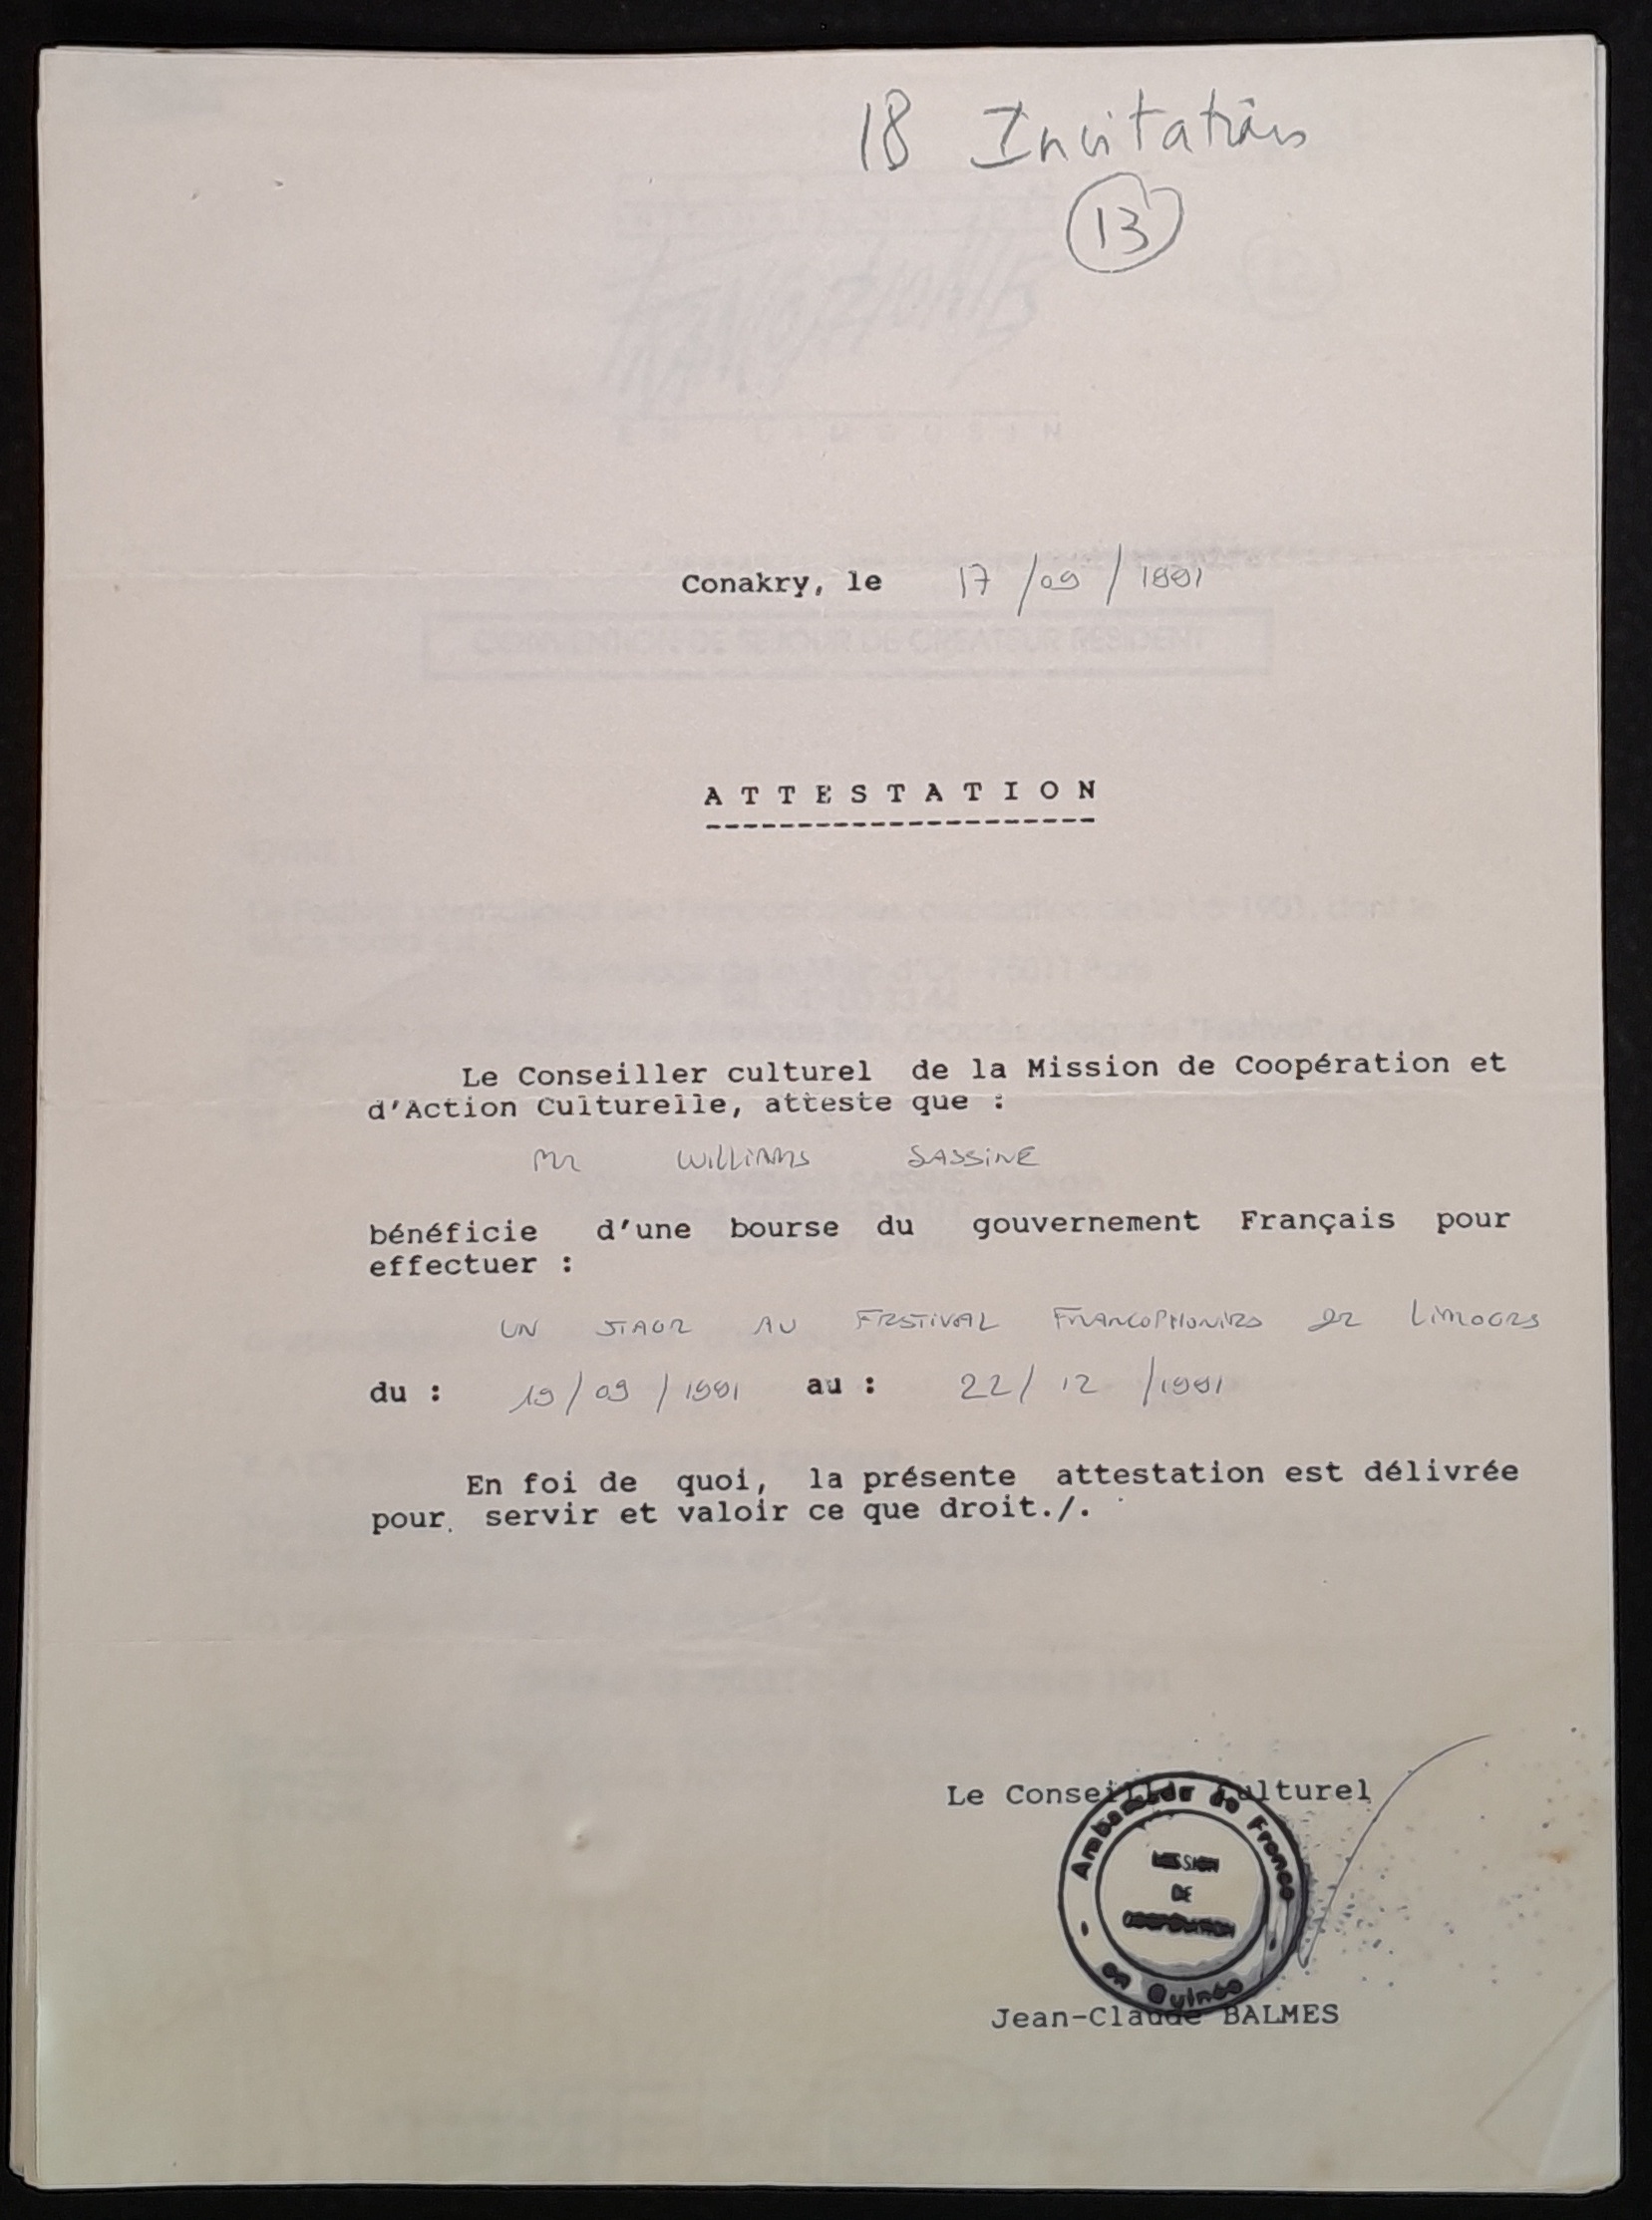 18 Invitations
13
Conakry, le 17/09/1991
ATTESTATION
Le Conseiller culturel de la Mission de Coopération et
d'Action Culturelle, atteste que :
Mr Williams SASSINE
bénéficie d'une bourse du gouvernement Français pour
effectuer :
UN STAGE AU FESTIVAL FRANCOPHONIES DE LIMOGES
du : 19/09/1991 au : 22/12/1991
En foi de quoi, la présente attestation est délivrée
pour servir et valoir ce que droit./.
Le Conseiller Culturel
Ambassade de France
MISSION
DE
COOPÉRATION
en Guinée
Jean-Claude BALMES